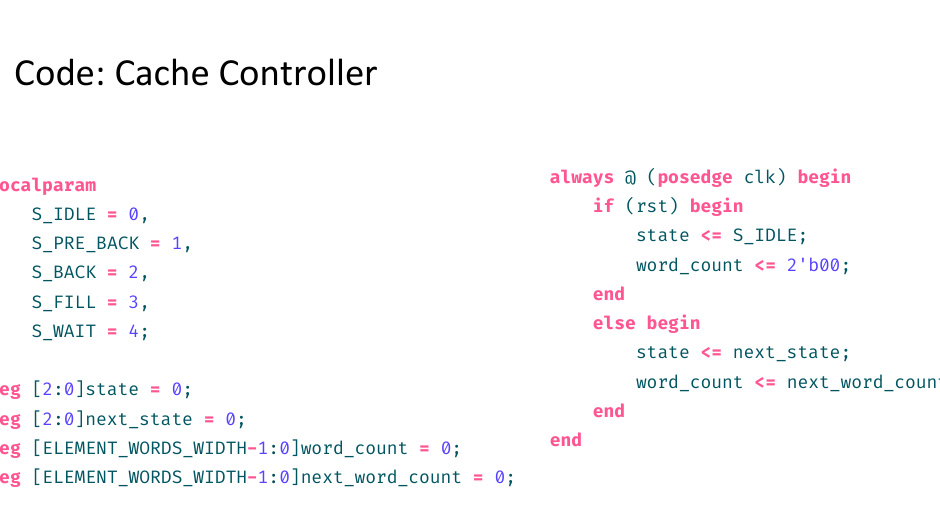 Code: Cache Controller
ocalparam
S_IDLE = 0,
S_PRE_BACK = 1,
S_BACK = 2,
S_FILL = 3,
S_WAIT = 4;
eg [2:0]state = 0;
eg [2:0]next_state = 0;
eg [ELEMENT_WORDS_WIDTH-1:0]word_count = 0;
eg [ELEMENT_WORDS_WIDTH-1:0]next_word_count = 0;
always @ (posedge clk) begin
if (rst) begin
state <= S_IDLE;
word_count <= 2'b00;
end
else begin
state <= next_state;
word_count <= next_word_coun
end
end